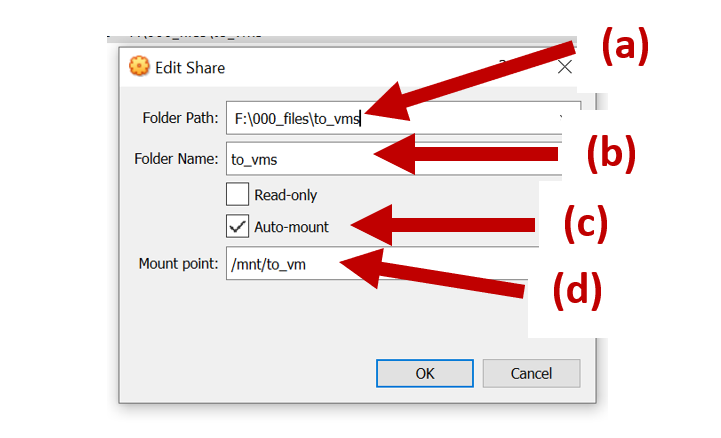 Edit Share
(a)
Folder Path: F:\000_files\to_vms
Folder Name: to_vms
(b)
Read-only
Auto-mount
(c)
Mount point: /mnt/to_vm
(d)
OK Cancel